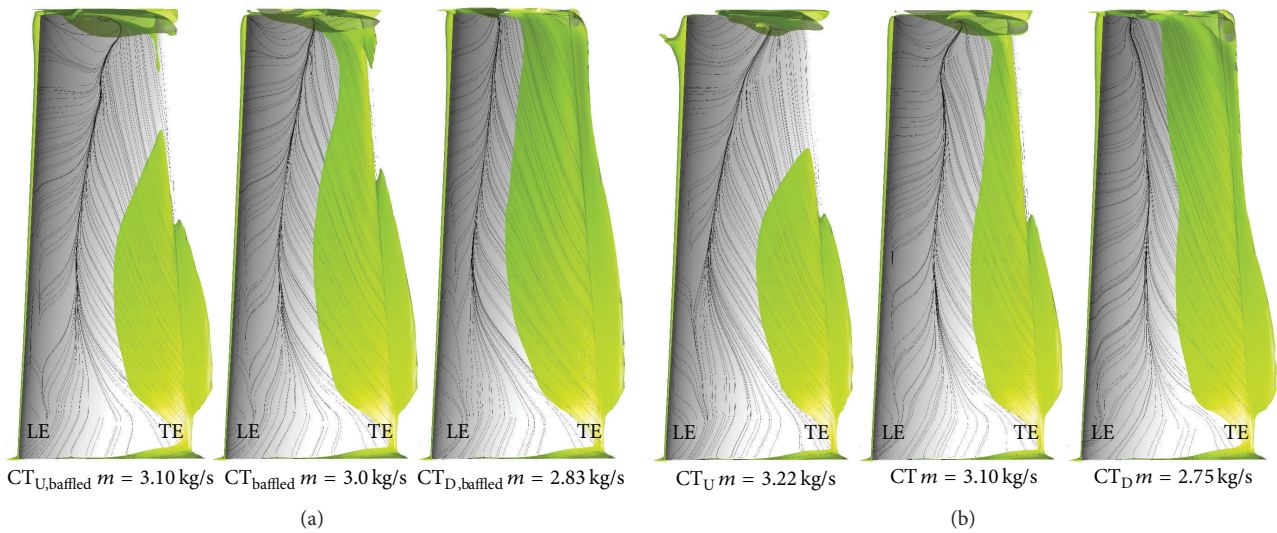 LE TE LE TE LE TE LE TE LE TE LE TE
CT_U,baffled m = 3.10 kg/s CT_baffled m = 3.0 kg/s CT_D,baffled m = 2.83 kg/s CT_U m = 3.22 kg/s CT m = 3.10 kg/s CT_D m = 2.75 kg/s
(a) (b)